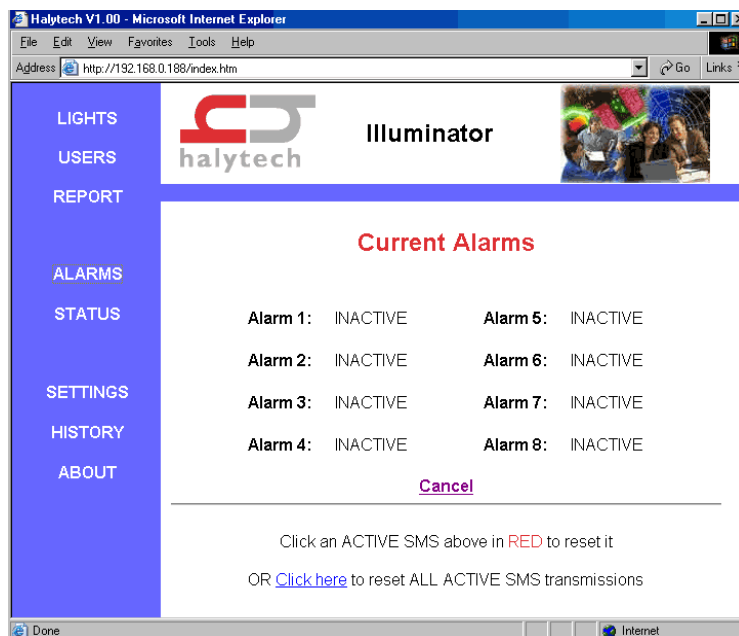 Halytech V1.00 - Microsoft Internet Explorer
File Edit View Favorites Tools Help
Address http://192.168.0.188/index.htm Go Links
LIGHTS
USERS
REPORT
ALARMS
STATUS
SETTINGS
HISTORY
ABOUT
halytech
Illuminator
Current Alarms
Alarm 1: INACTIVE Alarm 5: INACTIVE
Alarm 2: INACTIVE Alarm 6: INACTIVE
Alarm 3: INACTIVE Alarm 7: INACTIVE
Alarm 4: INACTIVE Alarm 8: INACTIVE
Cancel
Click an ACTIVE SMS above in RED to reset it
OR Click here to reset ALL ACTIVE SMS transmissions
Done Internet